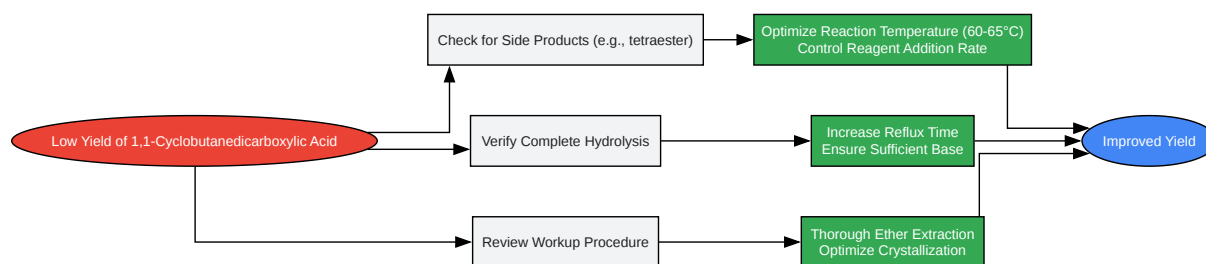 Low Yield of 1,1-Cyclobutanedicarboxylic Acid
Check for Side Products (e.g., tetraester)
Optimize Reaction Temperature (60-65°C)
Control Reagent Addition Rate
Verify Complete Hydrolysis
Increase Reflux Time
Ensure Sufficient Base
Review Workup Procedure
Thorough Ether Extraction
Optimize Crystallization
Improved Yield